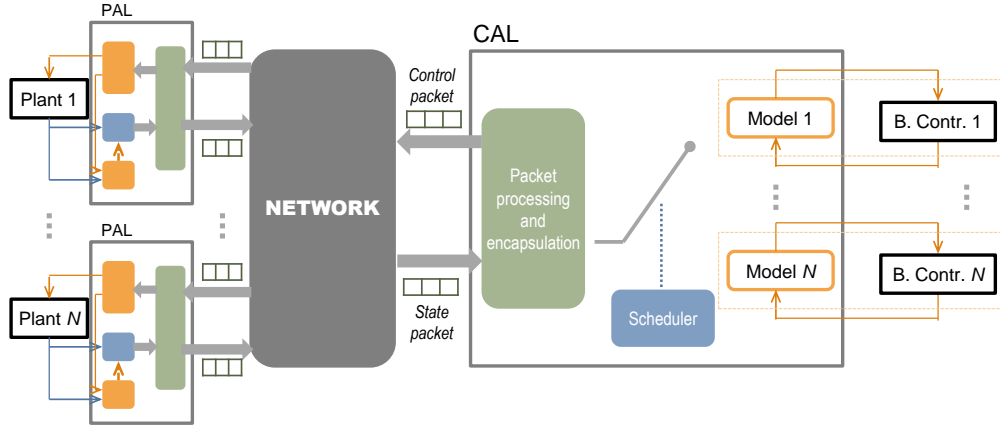 PAL
Plant 1
PAL
Plant N
NETWORK
Control
packet
State
packet
CAL
Packet
processing
and
encapsulation
Scheduler
Model 1
B. Contr. 1
Model N
B. Contr. N